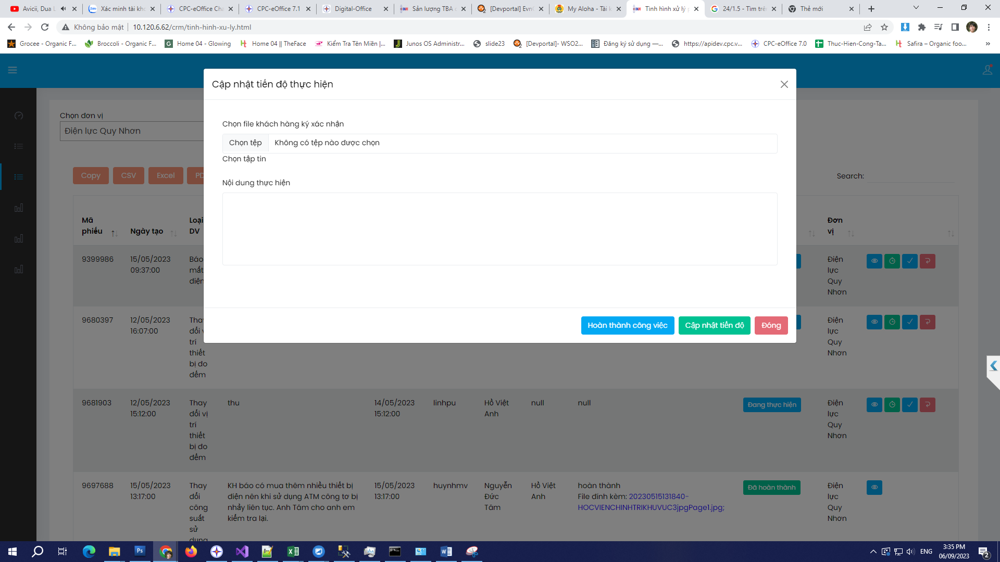 Avicii, Dua L
Xác minh tài kho
CPC-eOffice Cha
CPC-eOffice 7.1
Digital-Office
Sản lượng TBA c
[Devportal] EvnC
My Aloha - Tài k
Tình hình xử lý p
24/1.5 - Tìm trên
Thẻ mới
Không bảo mật
10.120.6.62/crm/tinh-hinh-xu-ly.html
Grocee - Organic F...
Broccoli - Organic F...
Home 04 - Glowing
Home 04 || TheFace
Kiểm Tra Tên Miền |...
Junos OS Administr...
slide23
[Devportal]- WSO2...
Đăng ký sử dụng —...
https://apidev.cpc.v...
CPC-eOffice 7.0
Thuc-Hien-Cong-Ta...
Safira – Organic foo...
»
Cập nhật tiến độ thực hiện
Chọn đơn vị
Điện lực Quy Nhơn
Chọn file khách hàng ký xác nhận
Chọn tệp Không có tệp nào được chọn
Chọn tập tin
Nội dung thực hiện
Copy CSV Excel PD
Search:
Mã phiếu
Ngày tạo
Loại DV
Đơn vị
9399986
15/05/2023
09:37:00
Báo
mất
điện
Điện
lực
Quy
Nhơn
Hoàn thành công việc Cập nhật tiến độ Đóng
9680397
12/05/2023
16:07:00
Thay
đổi v
trí
thiết
bị đo
đếm
Điện
lực
Quy
Nhơn
9681903
12/05/2023
15:12:00
Thay
đổi vị
trí
thiết
bị đo
đếm
thu
14/05/2023
15:12:00
linhpu
Hồ Việt
Anh
null
null
Đang thực hiện
Điện
lực
Quy
Nhơn
9697688
15/05/2023
13:17:00
Thay
đổi
công
suất
sử
dụng
KH báo có mua thêm nhiều thiết bị
điện nên khi sử dụng ATM công tơ bị
nhảy liên tục. Anh Tâm cho anh em
kiểm tra lại.
15/05/2023
13:17:00
huynhmv
Nguyễn
Đức
Tâm
Hồ Việt
Anh
hoàn thành
File đính kèm: 20230515131840-
HOCVIENCHINHTRIKHUVUC3jpgPage1.jpg;
Đã hoàn thành
Điện
lực
Quy
Nhơn
ENG
3:35 PM
06/09/2023
2